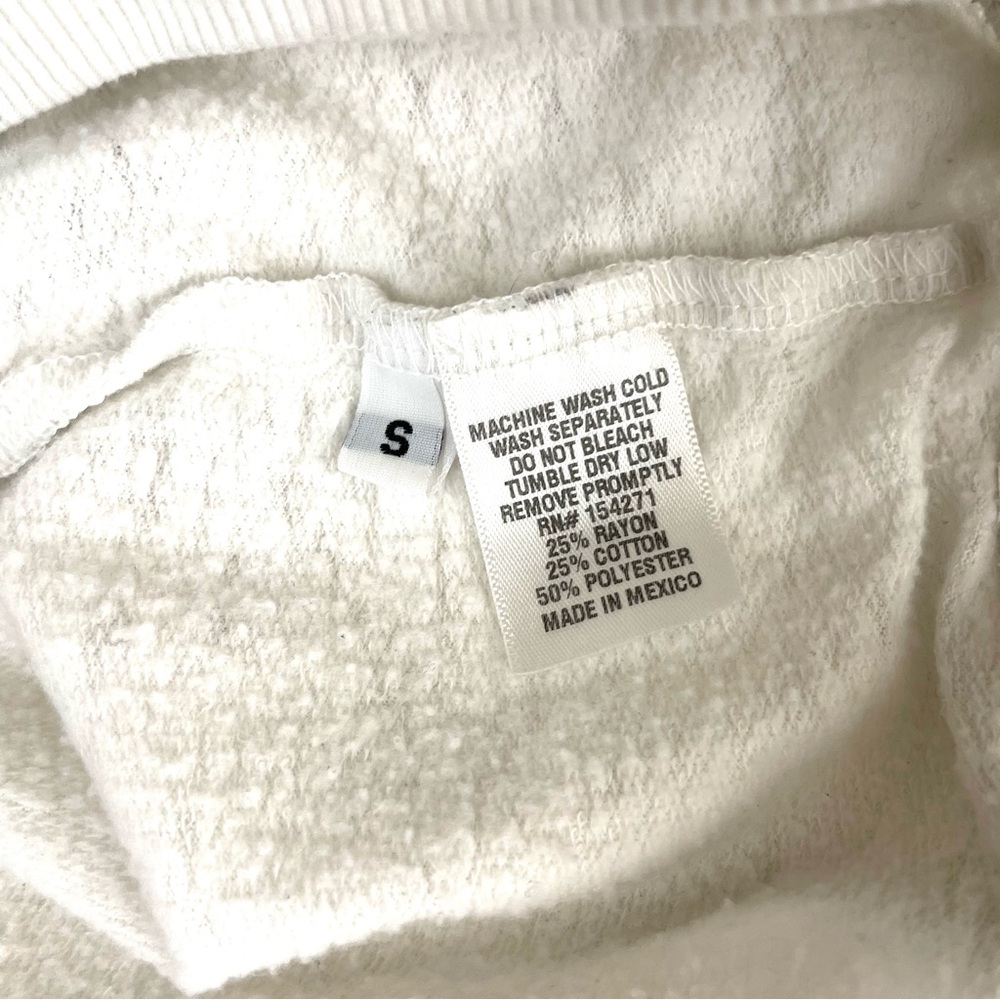 S
MACHINE WASH COLD
WASH SEPARATELY
DO NOT BLEACH
TUMBLE DRY LOW
REMOVE PROMPTLY
RN# 154271
25% RAYON
25% COTTON
50% POLYESTER
MADE IN MEXICO